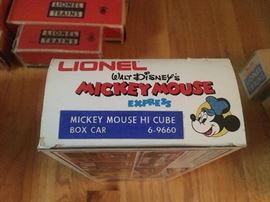 LIONEL
TRAINS
LIONEL
TRAINS
LIONEL
Walt Disney's
MICKEY MOUSE
EXPRESS
MICKEY MOUSE HI CUBE
BOX CAR 6-9660